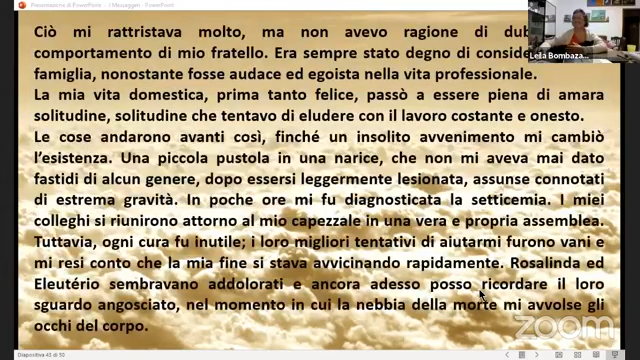 Presentazione di PowerPoint - I Messaggeri - PowerPoint
Ciò mi rattristava molto, ma non avevo ragione di
comportamento di mio fratello. Era sempre stato degno di
famiglia, nonostante fosse audace ed egoista nella vita professionale.
La mia vita domestica, prima tanto felice, passò a essere piena di amara
solitudine, solitudine che tentavo di eludere con il lavoro costante e onesto.
Le cose andarono avanti così, finché un insolito avvenimento mi cambiò
l'esistenza. Una piccola pustola in una narice, che non mi aveva mai dato
fastidi di alcun genere, dopo essersi leggermente lesionata, assunse connotati
di estrema gravità. In poche ore mi fu diagnosticata la setticemia. I miei
colleghi si riunirono attorno al mio capezzale in una vera e propria assemblea.
Tuttavia, ogni cura fu inutile; i loro migliori tentativi di aiutarmi furono vani e
mi resi conto che la mia fine si stava avvicinando rapidamente. Rosalinda ed
Eleutério sembravano addolorati e ancora adesso posso ricordare il loro
sguardo angosciato, nel momento in cui la nebbia della morte mi avvolse gli
occhi del corpo.
Leila Bombaza...
zoom
Diapositiva 43 di 50